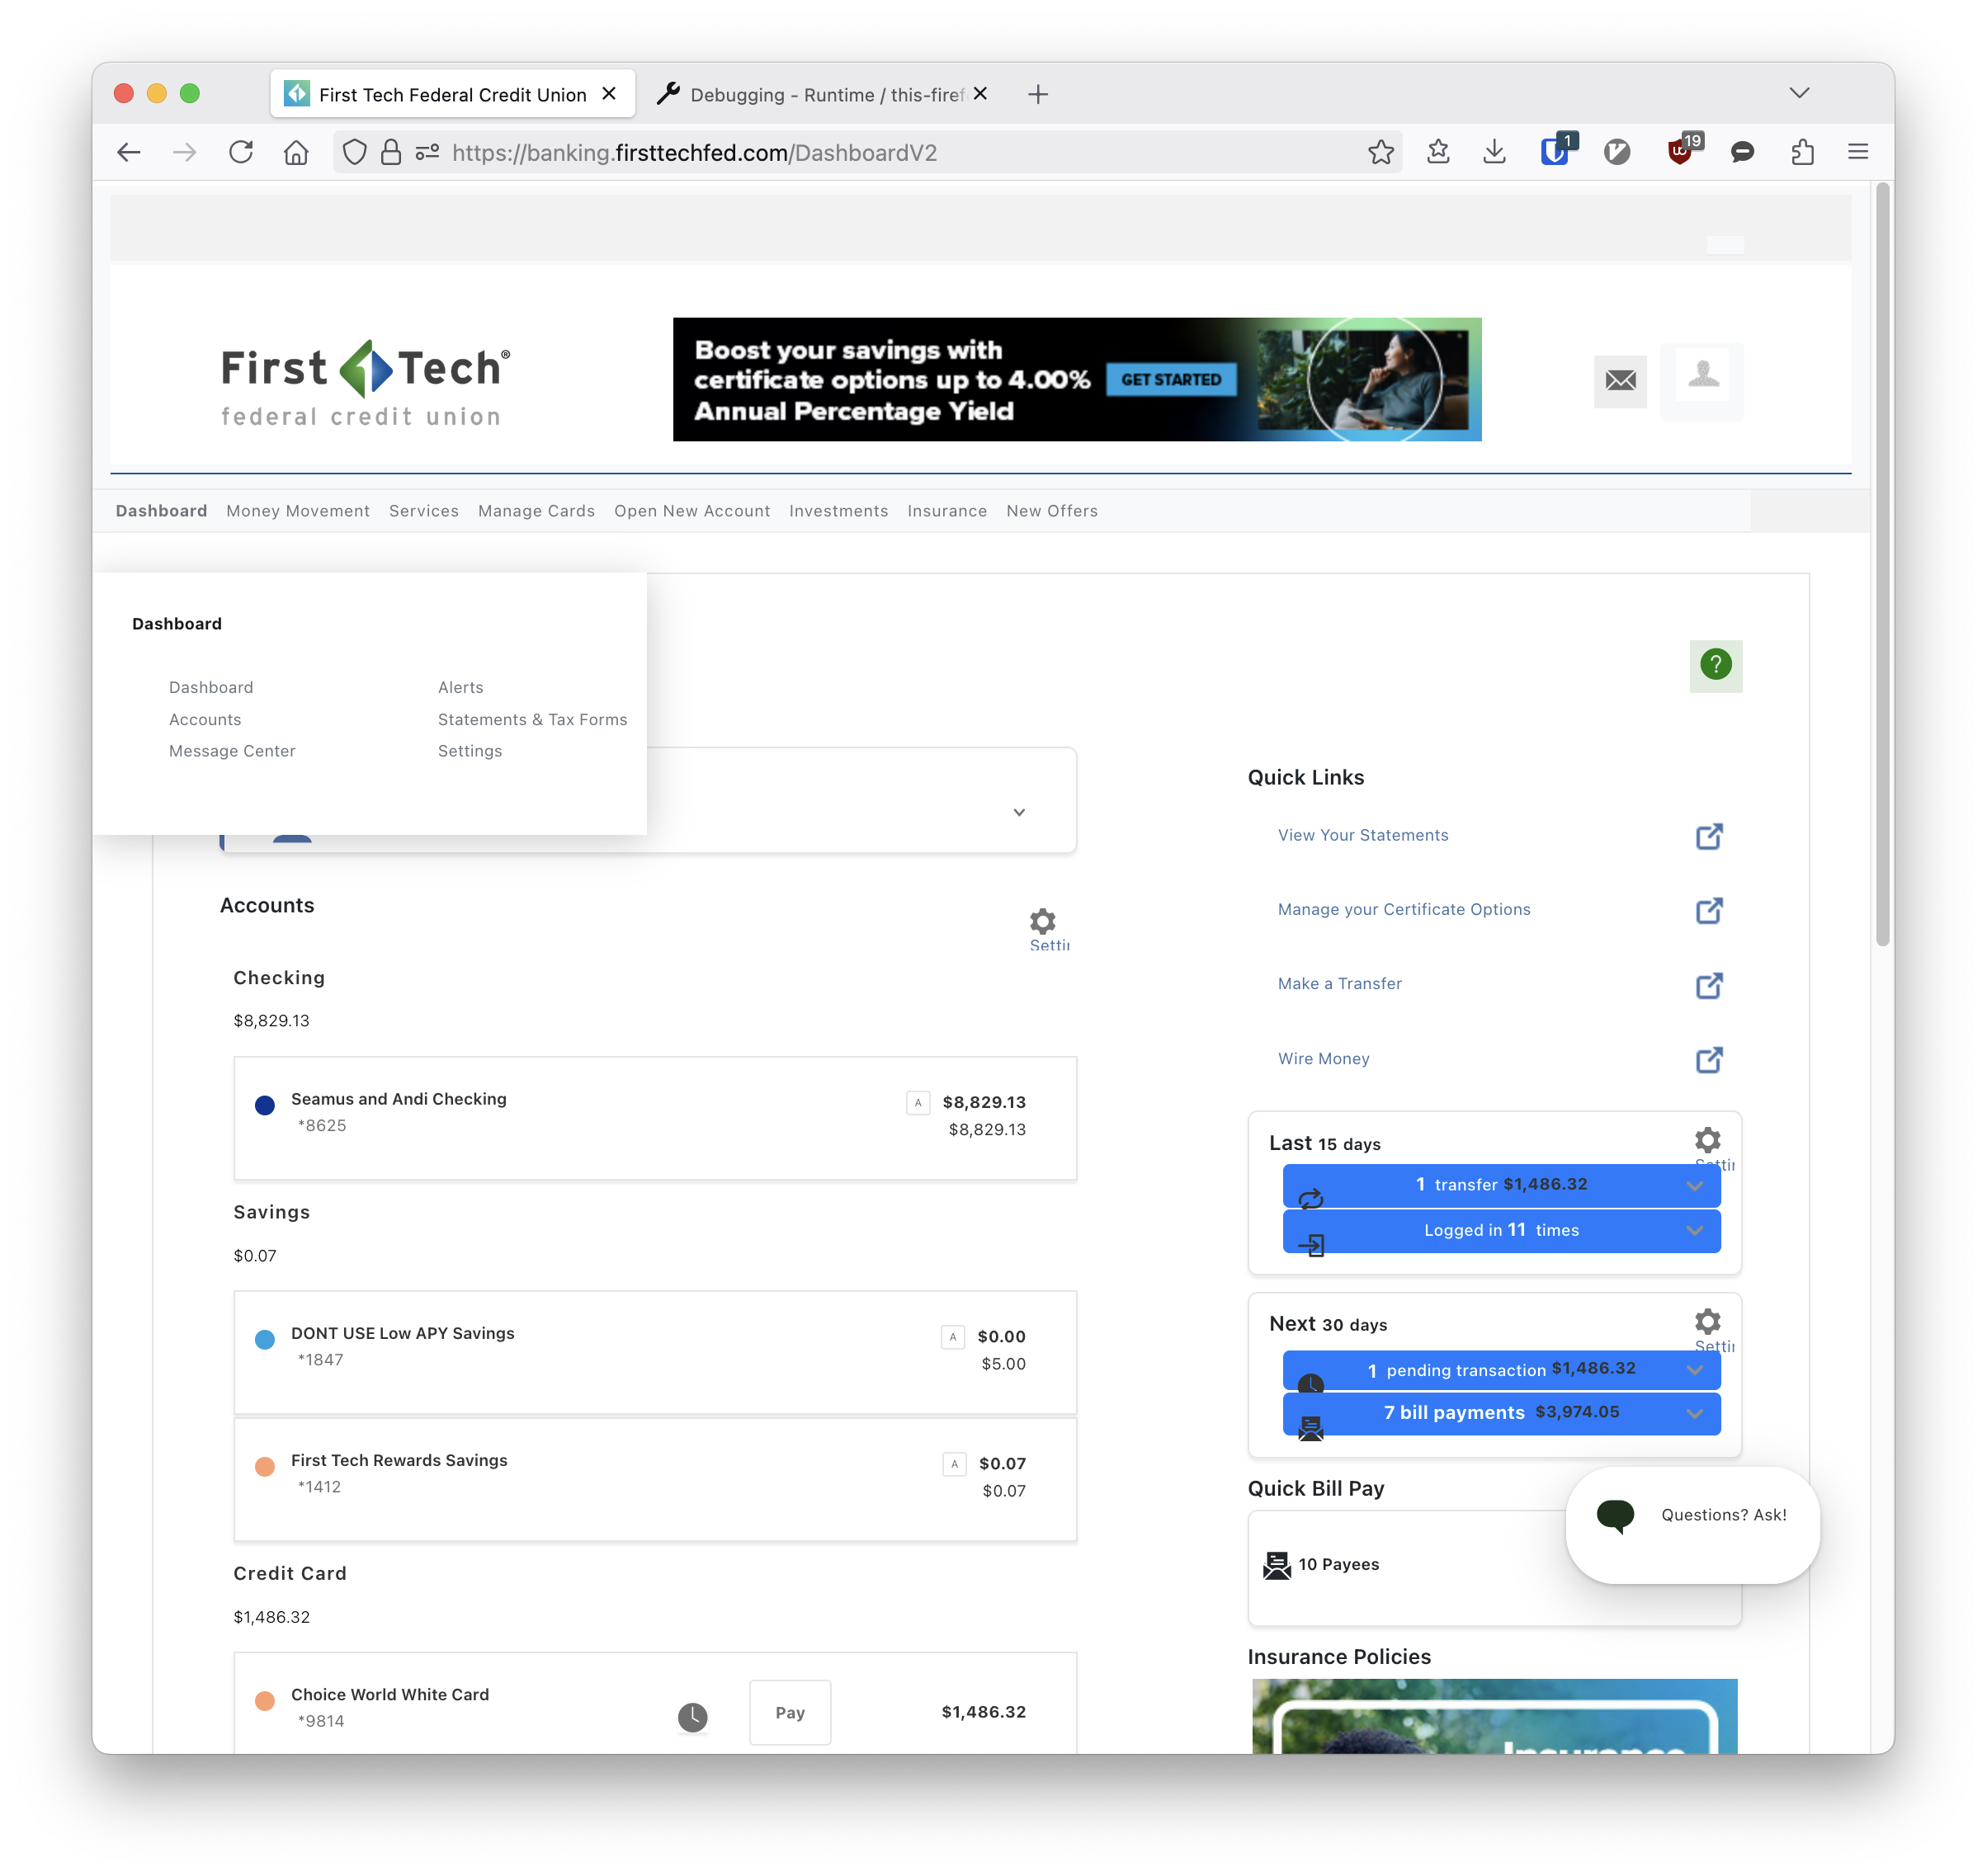 First Tech Federal Credit Union
Debugging - Runtime / this-firef
https://banking.firsttechfed.com/DashboardV2
1
19
First Tech®
federal credit union
Boost your savings with
certificate options up to 4.00%
Annual Percentage Yield
GET STARTED
Dashboard Money Movement Services Manage Cards Open New Account Investments Insurance New Offers
Dashboard
Dashboard
Accounts
Message Center
Alerts
Statements & Tax Forms
Settings
?
Accounts
Settin
Checking
$8,829.13
Seamus and Andi Checking
*8625
A $8,829.13
$8,829.13
Savings
$0.07
DONT USE Low APY Savings
*1847
A $0.00
$5.00
First Tech Rewards Savings
*1412
A $0.07
$0.07
Credit Card
$1,486.32
Choice World White Card
*9814
Pay
$1,486.32
Quick Links
View Your Statements
Manage your Certificate Options
Make a Transfer
Wire Money
Last 15 days
Settin
1 transfer $1,486.32
Logged in 11 times
Next 30 days
Settin
1 pending transaction $1,486.32
7 bill payments $3,974.05
Quick Bill Pay
10 Payees
Questions? Ask!
Insurance Policies
Insurance